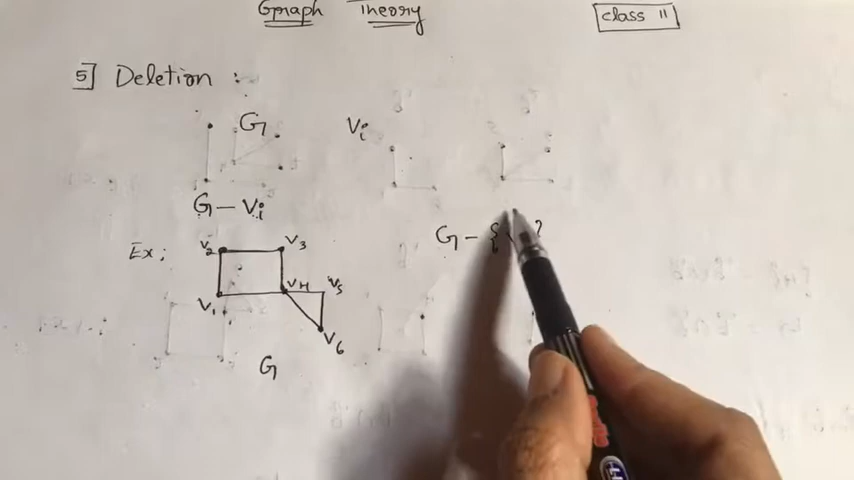 Graph Theory
class 11
5] Deletion :
G Vi
G - Vi
G - {
Ex;
V2 V3
V1 V4 V5
V6
G